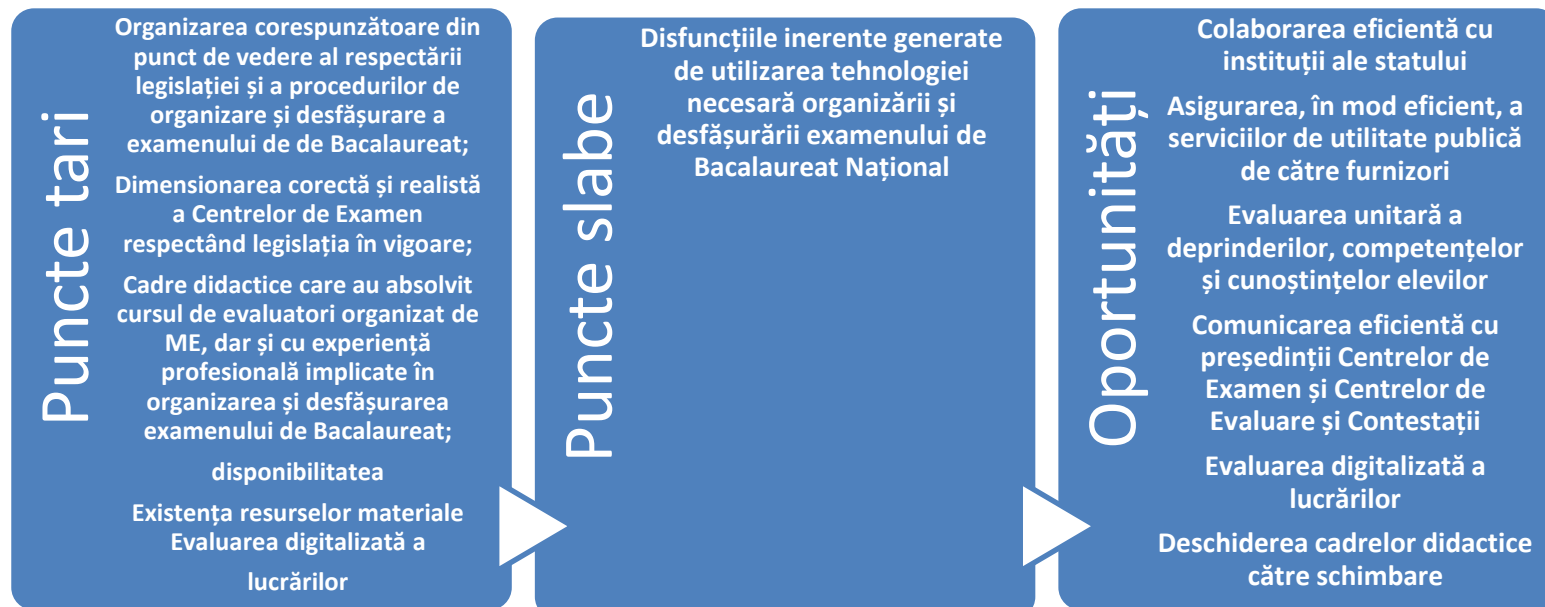 Puncte tari
Organizarea corespunzătoare din
punct de vedere al respectării
legislației și a procedurilor de
organizare și desfășurare a
examenului de de Bacalaureat;
Dimensionarea corectă și realistă
a Centrelor de Examen
respectând legislația în vigoare;
Cadre didactice care au absolvit
cursul de evaluatori organizat de
ME, dar și cu experiență
profesională implicate în
organizarea și desfășurarea
examenului de Bacalaureat;
disponibilitatea
Existența resurselor materiale
Evaluarea digitalizată a
lucrărilor
Puncte slabe
Disfuncțiile inerente generate
de utilizarea tehnologiei
necesară organizării și
desfășurării examenului de
Bacalaureat Național
Oportunități
Colaborarea eficientă cu
instituții ale statului
Asigurarea, în mod eficient, a
serviciilor de utilitate publică
de către furnizori
Evaluarea unitară a
deprinderilor, competențelor
și cunoștințelor elevilor
Comunicarea eficientă cu
președinții Centrelor de
Examen și Centrelor de
Evaluare și Contestații
Evaluarea digitalizată a
lucrărilor
Deschiderea cadrelor didactice
către schimbare